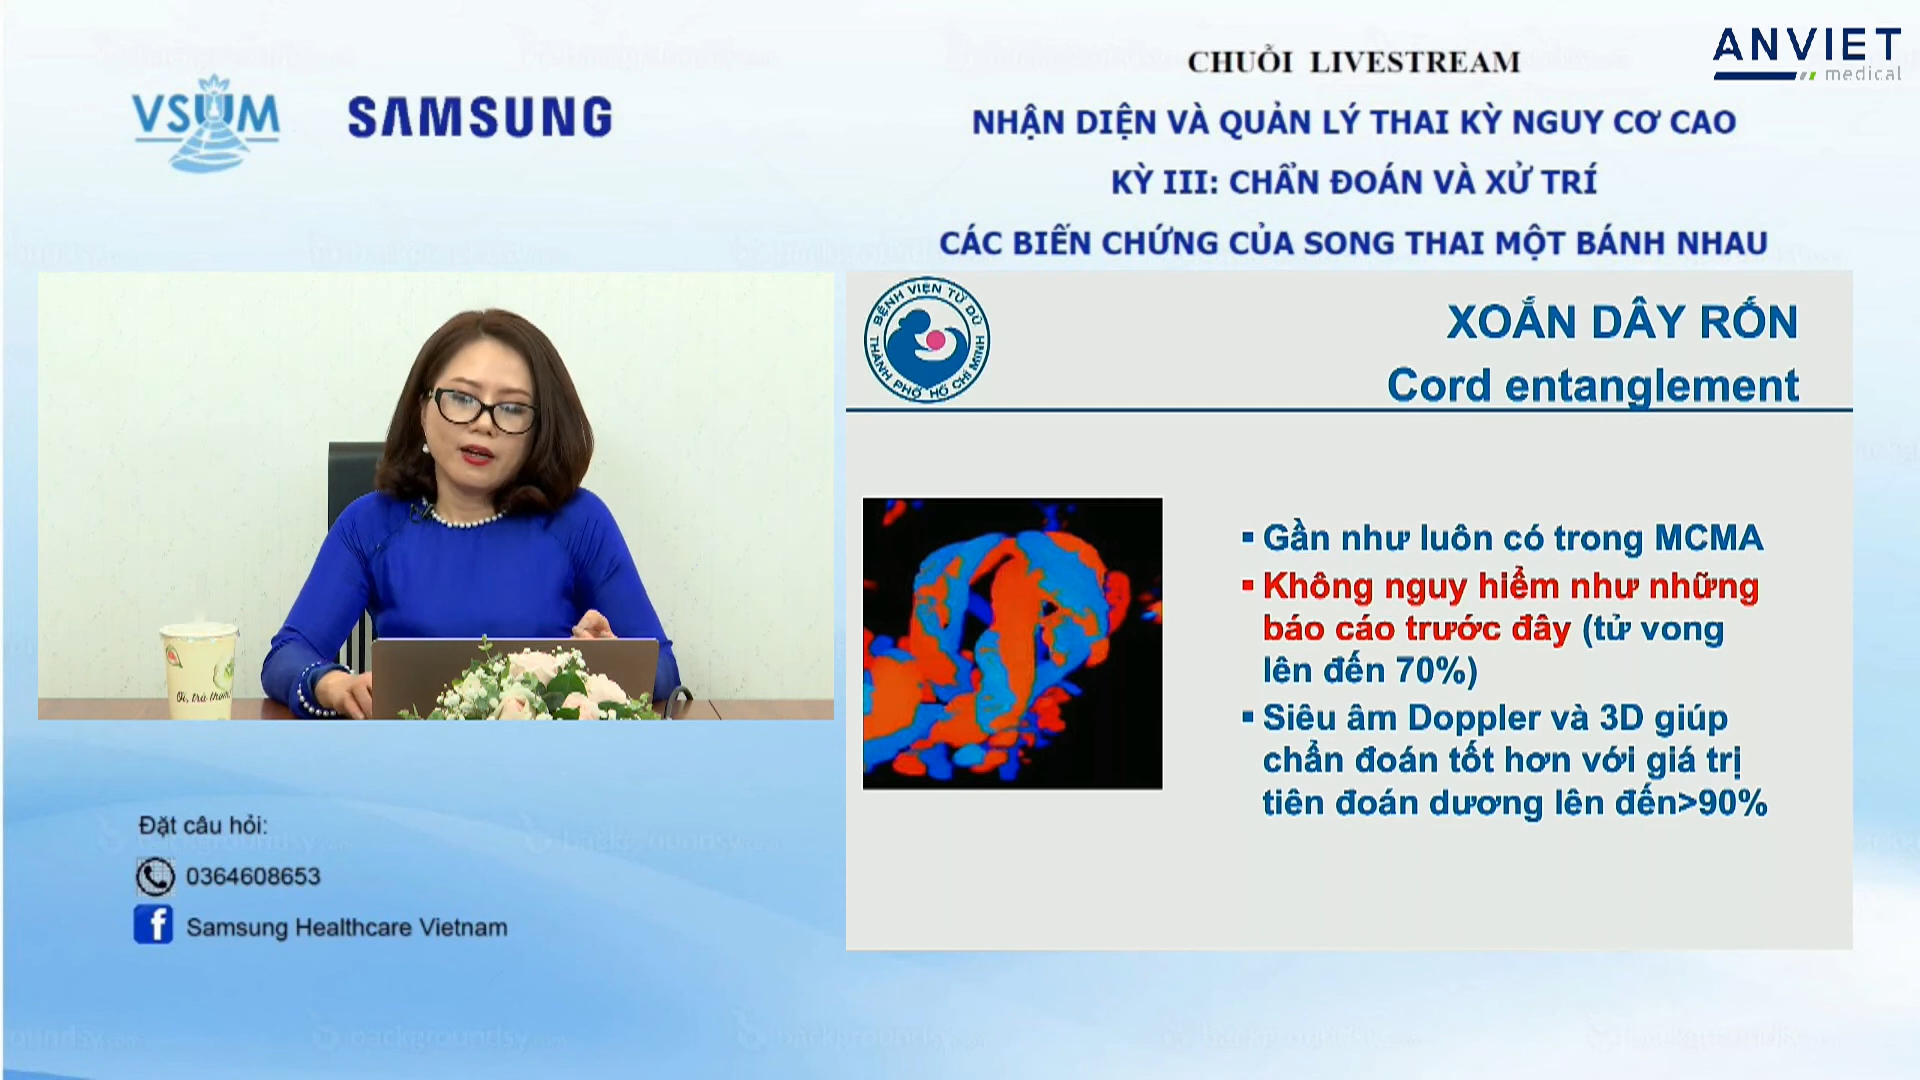 ANVIET
medical
CHUỖI LIVESTREAM
VSUM
SAMSUNG
NHẬN DIỆN VÀ QUẢN LÝ THAI KỲ NGUY CƠ CAO
KỲ III: CHẨN ĐOÁN VÀ XỬ TRÍ
CÁC BIẾN CHỨNG CỦA SONG THAI MỘT BÁNH NHAU
BỆNH VIỆN TỪ DŨ
THÀNH PHỐ HỒ CHÍ MINH
XOẮN DÂY RỐN
Cord entanglement
▪ Gần như luôn có trong MCMA
▪ Không nguy hiểm như những
báo cáo trước đây (tử vong
lên đến 70%)
▪ Siêu âm Doppler và 3D giúp
chẩn đoán tốt hơn với giá trị
tiên đoán dương lên đến>90%
Đặt câu hỏi:
0364608653
f Samsung Healthcare Vietnam